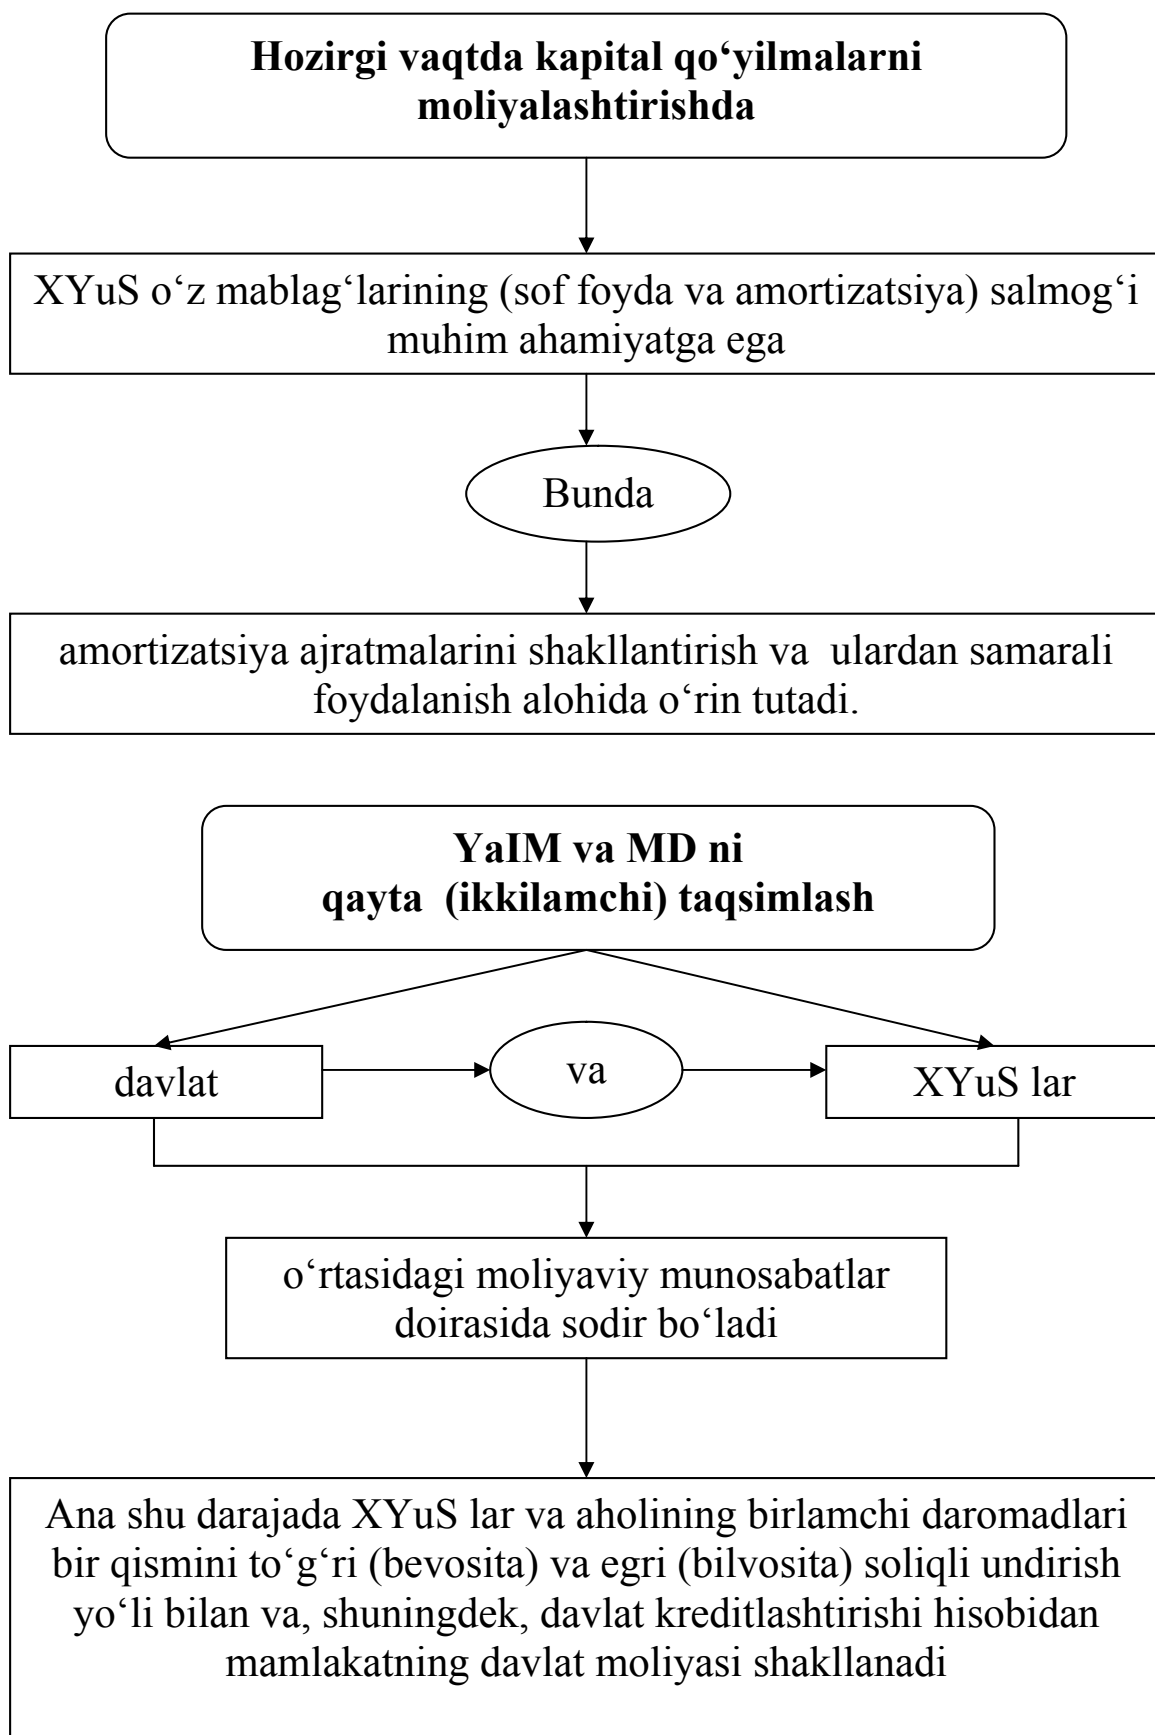 Hozirgi vaqtda kapital qo‘yilmalarni
moliyalashtirishda
XYuS o‘z mablag‘larining (sof foyda va amortizatsiya) salmog‘i
muhim ahamiyatga ega
Bunda
amortizatsiya ajratmalarini shakllantirish va ulardan samarali
foydalanish alohida o‘rin tutadi.
YaIM va MD ni
qayta (ikkilamchi) taqsimlash
davlat
va
XYuS lar
o‘rtasidagi moliyaviy munosabatlar
doirasida sodir bo‘ladi
Ana shu darajada XYuS lar va aholining birlamchi daromadlari
bir qismini to‘g‘ri (bevosita) va egri (bilvosita) soliqli undirish
yo‘li bilan va, shuningdek, davlat kreditlashtirishi hisobidan
mamlakatning davlat moliyasi shakllanadi